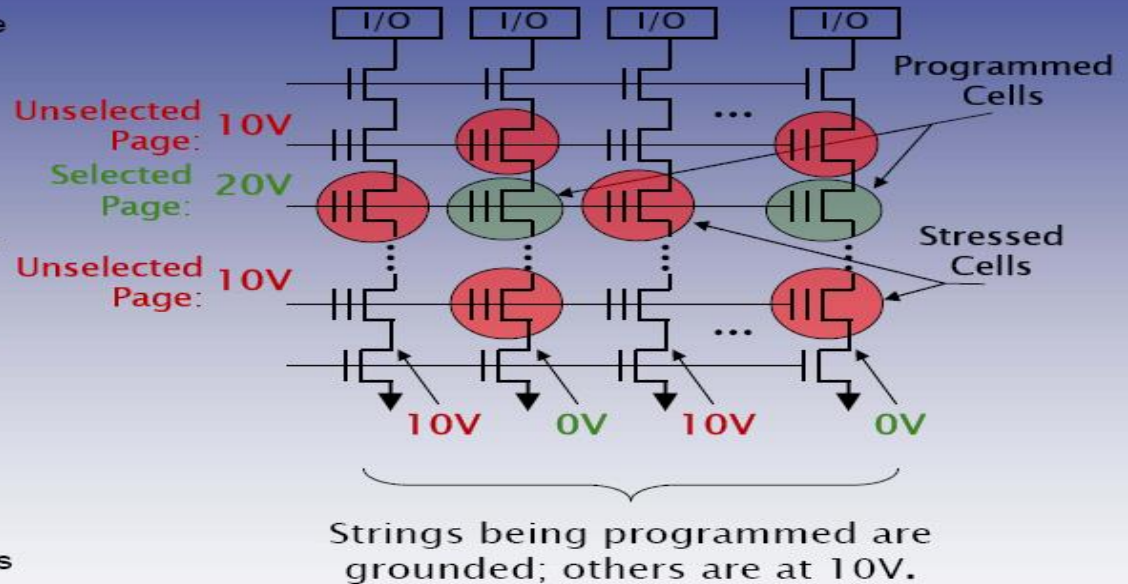 e
I/O I/O I/O I/O
Programmed
Cells
Unselected
Page: 10V
...
Selected
Page: 20V
Stressed
Cells
Unselected
Page: 10V
...
10V 0V 10V 0V
Strings being programmed are
grounded; others are at 10V.
s